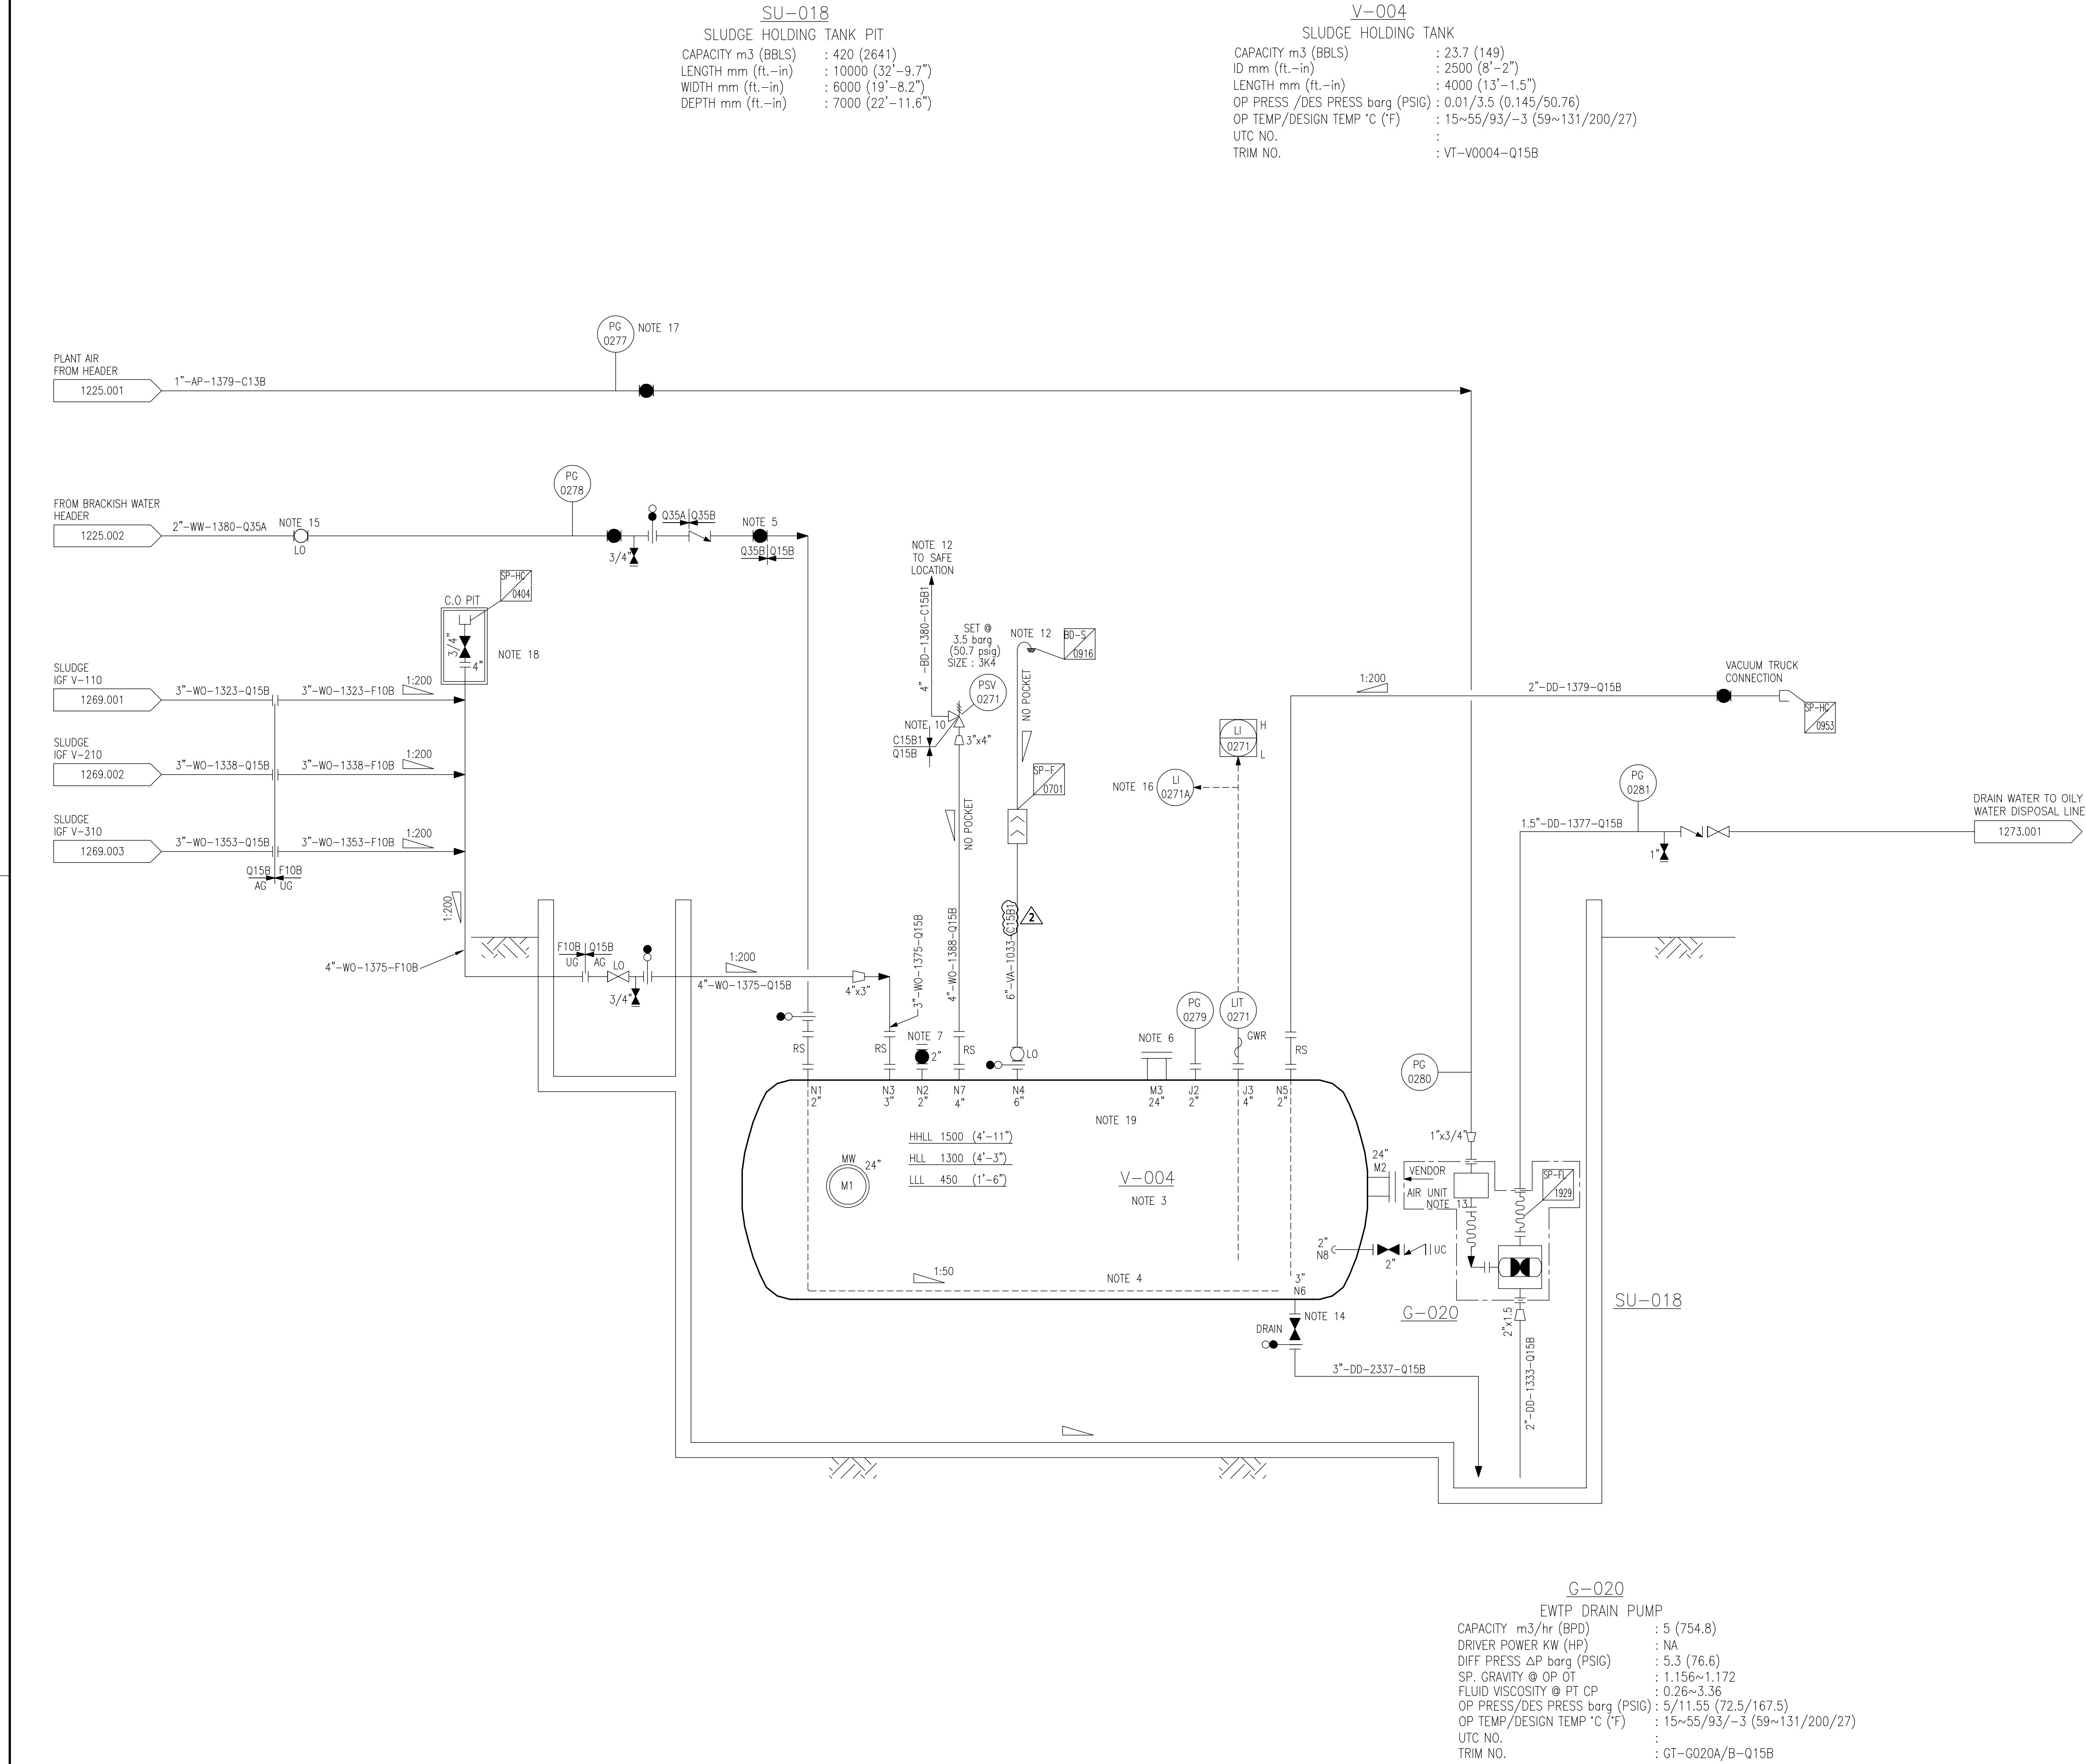 SU-018
SLUDGE HOLDING TANK PIT
CAPACITY m3 (BBLS) : 420 (2641)
LENGTH mm (ft.-in) : 10000 (32'-9.7")
WIDTH mm (ft.-in) : 6000 (19'-8.2")
DEPTH mm (ft.-in) : 7000 (22'-11.6")
V-004
SLUDGE HOLDING TANK
CAPACITY m3 (BBLS) : 23.7 (149)
ID mm (ft.-in) : 2500 (8'-2")
LENGTH mm (ft.-in) : 4000 (13'-1.5")
OP PRESS /DES PRESS barg (PSIG) : 0.01/3.5 (0.145/50.76)
OP TEMP/DESIGN TEMP °C (°F) : 15~55/93/-3 (59~131/200/27)
UTC NO. :
TRIM NO. : VT-V0004-Q15B
PG
0277
NOTE 17
PLANT AIR
FROM HEADER
1225.001
1"-AP-1379-C13B
FROM BRACKISH WATER
HEADER
1225.002
2"-WW-1380-Q35A
NOTE 15
LO
PG
0278
3/4"
Q35A Q35B
NOTE 5
Q35B Q15B
SP-HC
0404
C.O PIT
3/4"
4"
NOTE 18
SLUDGE
IGF V-110
1269.001
3"-WO-1323-Q15B
3"-WO-1323-F10B
1:200
SLUDGE
IGF V-210
1269.002
3"-WO-1338-Q15B
3"-WO-1338-F10B
1:200
SLUDGE
IGF V-310
1269.003
3"-WO-1353-Q15B
3"-WO-1353-F10B
1:200
Q15B F10B
AG UG
1:200
4"-WO-1375-F10B
F10B Q15B
UG AG
LO
3/4"
1:200
4"-WO-1375-Q15B
4"x3"
3"-WO-1375-Q15B
NOTE 12
TO SAFE
LOCATION
4" -BD-1380-C15B1
SET @
3.5 barg
(50.7 psig)
SIZE : 3K4
PSV
0271
NOTE 10
C15B1
Q15B
3"x4"
NO POCKET
4"-WO-1388-Q15B
NOTE 12
BD-S
0916
NO POCKET
SP-F
0701
6"-VA-10333-C15B1
2
LI
0271
H
L
NOTE 16
LI
0271A
1:200
2"-DD-1379-Q15B
VACUUM TRUCK
CONNECTION
SP-HC
0953
PG
0281
1.5"-DD-1377-Q15B
1"
DRAIN WATER TO OILY
WATER DISPOSAL LINE
1273.001
RS
RS
NOTE 7
2"
RS
LO
NOTE 6
PG
0279
LIT
0271
GWR
RS
PG
0280
N1
2"
N3
3"
N2
2"
N7
4"
N4
6"
M3
24"
J2
2"
J3
4"
N5
2"
NOTE 19
HHLL 1500 (4'-11")
HLL 1300 (4'-3")
LLL 450 (1'-6")
MW
24"
M1
V-004
NOTE 3
1:50
NOTE 4
3"
N6
2"
N8
2"
UC
24"
M2
1"x3/4"
VENDOR
AIR UNIT
NOTE 13
SP-FL
1929
G-020
2"x1.5
2"-DD-1333-Q15B
SU-018
NOTE 14
DRAIN
3"-DD-2337-Q15B
G-020
EWTP DRAIN PUMP
CAPACITY m3/hr (BPD) : 5 (754.8)
DRIVER POWER KW (HP) : NA
DIFF PRESS △P barg (PSIG) : 5.3 (76.6)
SP. GRAVITY @ OP OT : 1.156~1.172
FLUID VISCOSITY @ PT CP : 0.26~3.36
OP PRESS/DES PRESS barg (PSIG) : 5/11.55 (72.5/167.5)
OP TEMP/DESIGN TEMP °C (°F) : 15~55/93/-3 (59~131/200/27)
UTC NO. :
TRIM NO. : GT-G020A/B-Q15B